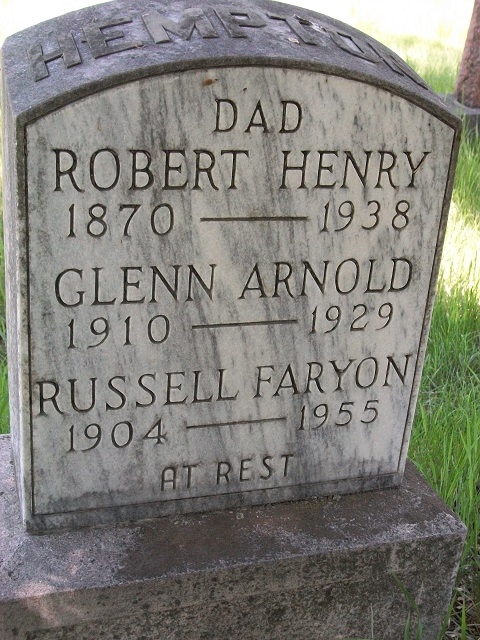 HEMPTON
DAD
ROBERT HENRY
1870 — 1938
GLENN ARNOLD
1910 — 1929
RUSSELL FARYON
1904 — 1955
AT REST